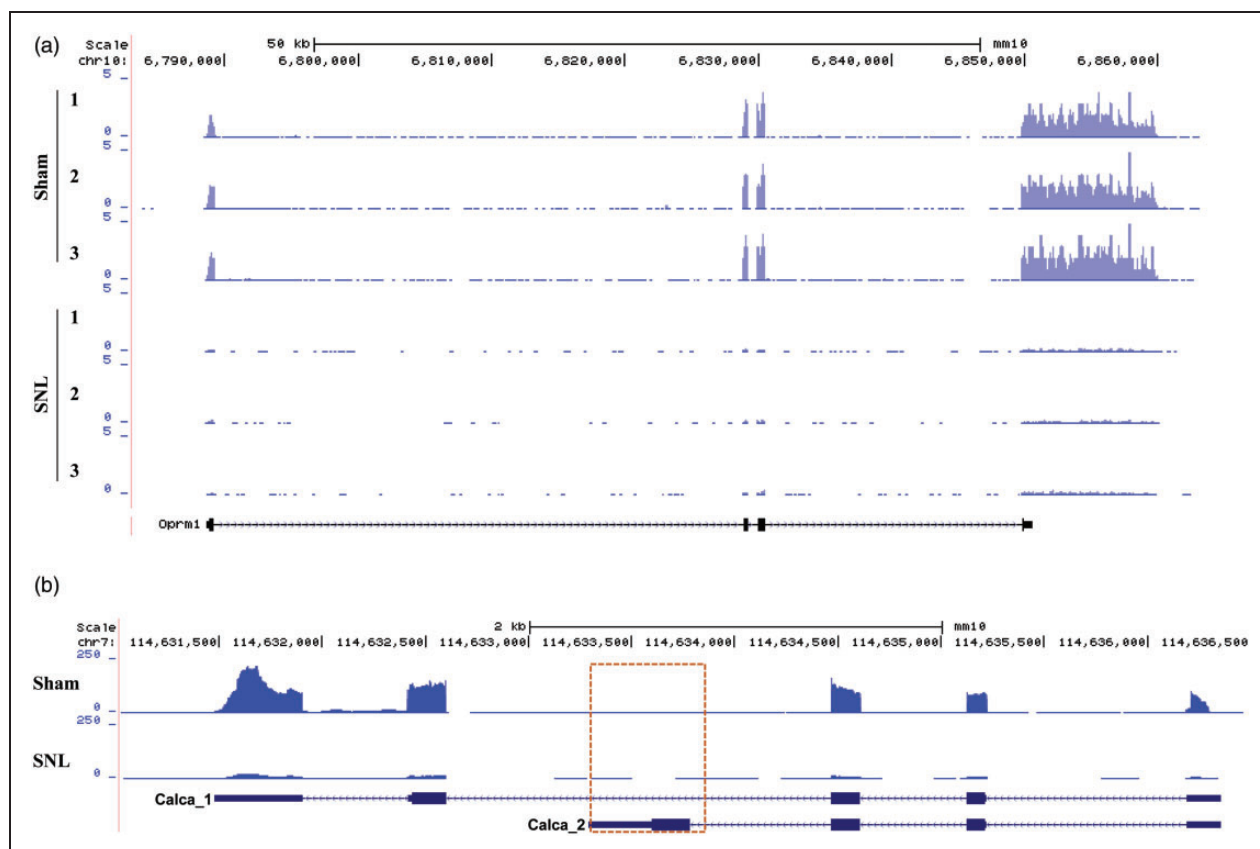 (a)
Scale 50 kb mm10
chr10: 6,790,000 6,800,000 6,810,000 6,820,000 6,830,000 6,840,000 6,850,000 6,860,000
5
Sham 1
0
5
2
0
5
3
0
5
SNL 1
0
5
2
0
5
3
0
Oprm1
(b)
Scale 2 kb mm10
chr7: 114,631,500 114,632,000 114,632,500 114,633,000 114,633,500 114,634,000 114,634,500 114,635,000 114,635,500 114,636,000 114,636,500
250
Sham
0
250
SNL
0
Calca_1
Calca_2